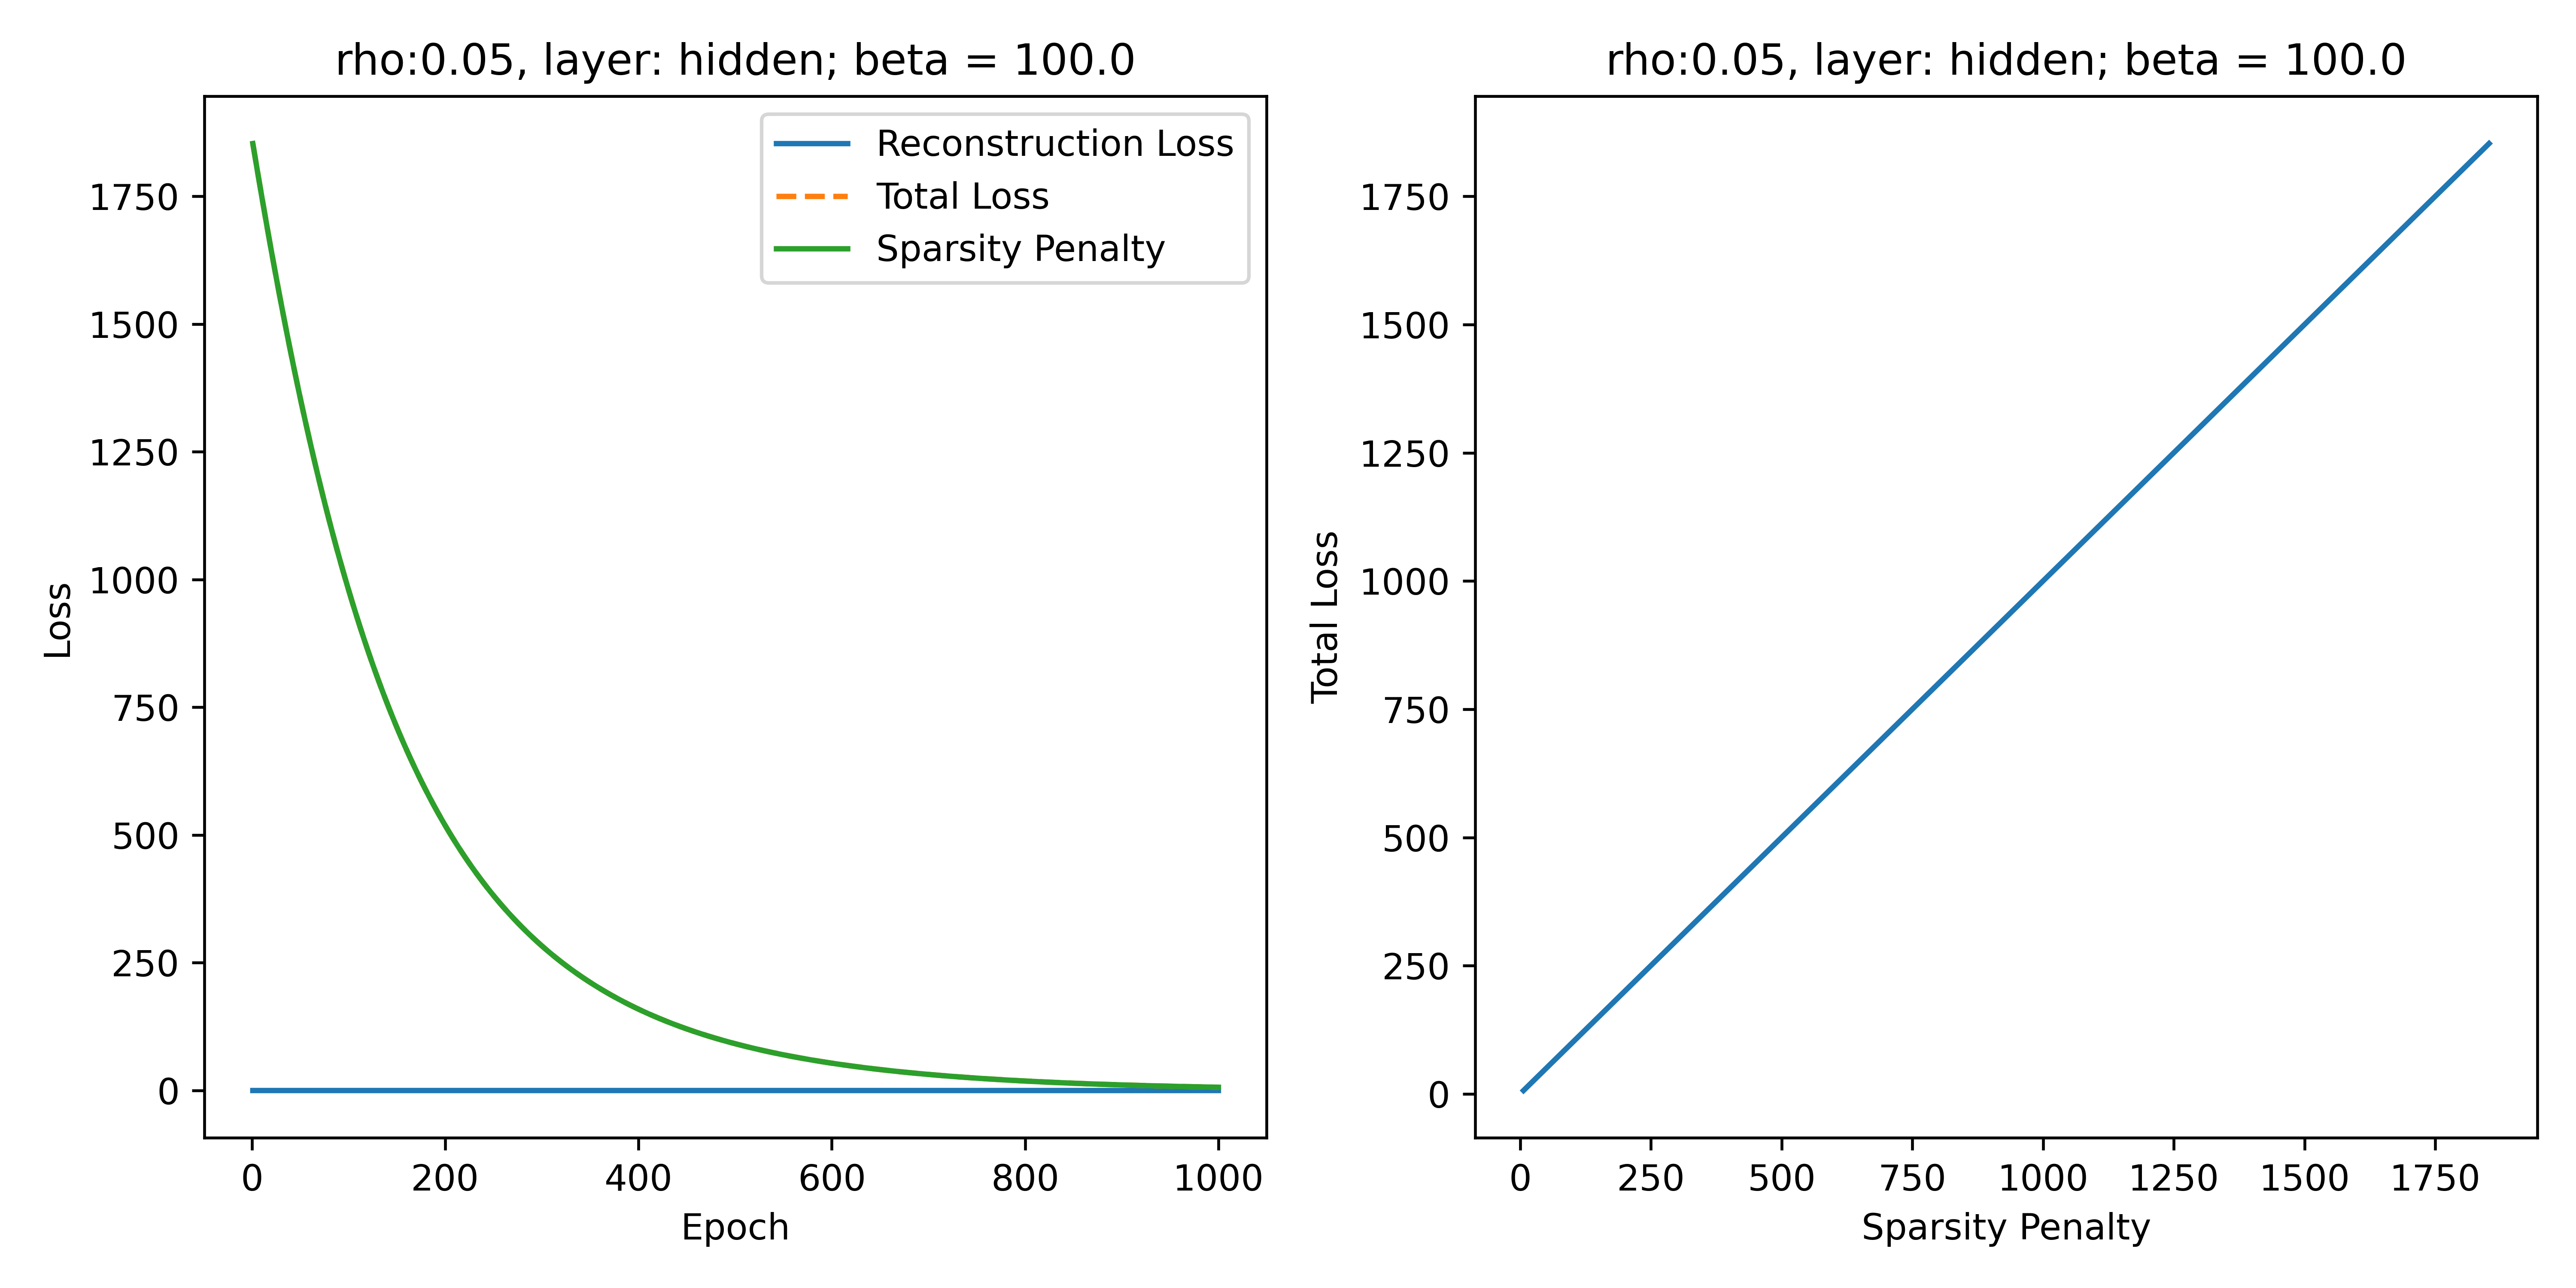 rho:0.05, layer: hidden; beta = 100.0
Reconstruction Loss
Total Loss
Sparsity Penalty
1750
1500
1250
1000
750
500
250
0
Loss
0 200 400 600 800 1000
Epoch
rho:0.05, layer: hidden; beta = 100.0
1750
1500
1250
1000
750
500
250
0
Total Loss
0 250 500 750 1000 1250 1500 1750
Sparsity Penalty